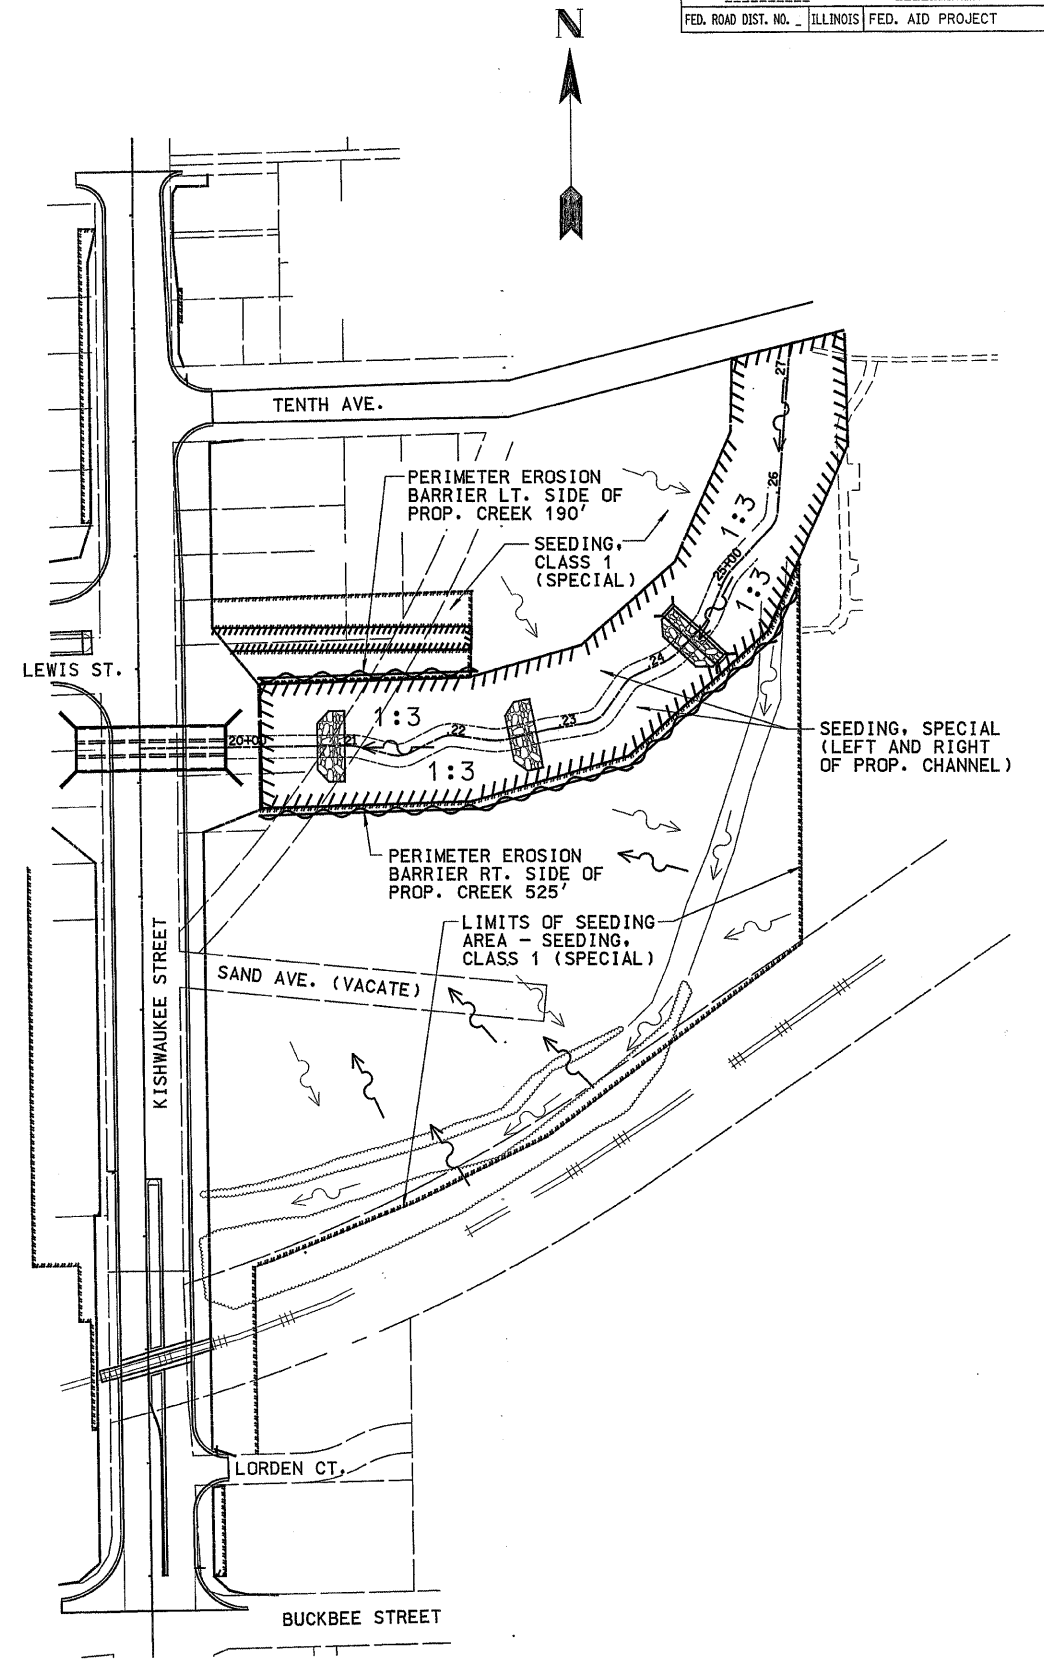 FED. ROAD DIST. NO. _ ILLINOIS FED. AID PROJECT
N
TENTH AVE.
27
26
PERIMETER EROSION
BARRIER LT. SIDE OF
PROP. CREEK 190'
1:3
SEEDING,
CLASS 1
(SPECIAL)
25+00
1:3
LEWIS ST.
24
1:3
23
22
21
20+00
1:3
SEEDING, SPECIAL
(LEFT AND RIGHT
OF PROP. CHANNEL)
PERIMETER EROSION
BARRIER RT. SIDE OF
PROP. CREEK 525'
LIMITS OF SEEDING
AREA - SEEDING,
CLASS 1 (SPECIAL)
SAND AVE. (VACATE)
KISHWAUKEE STREET
LORDEN CT.
BUCKBEE STREET